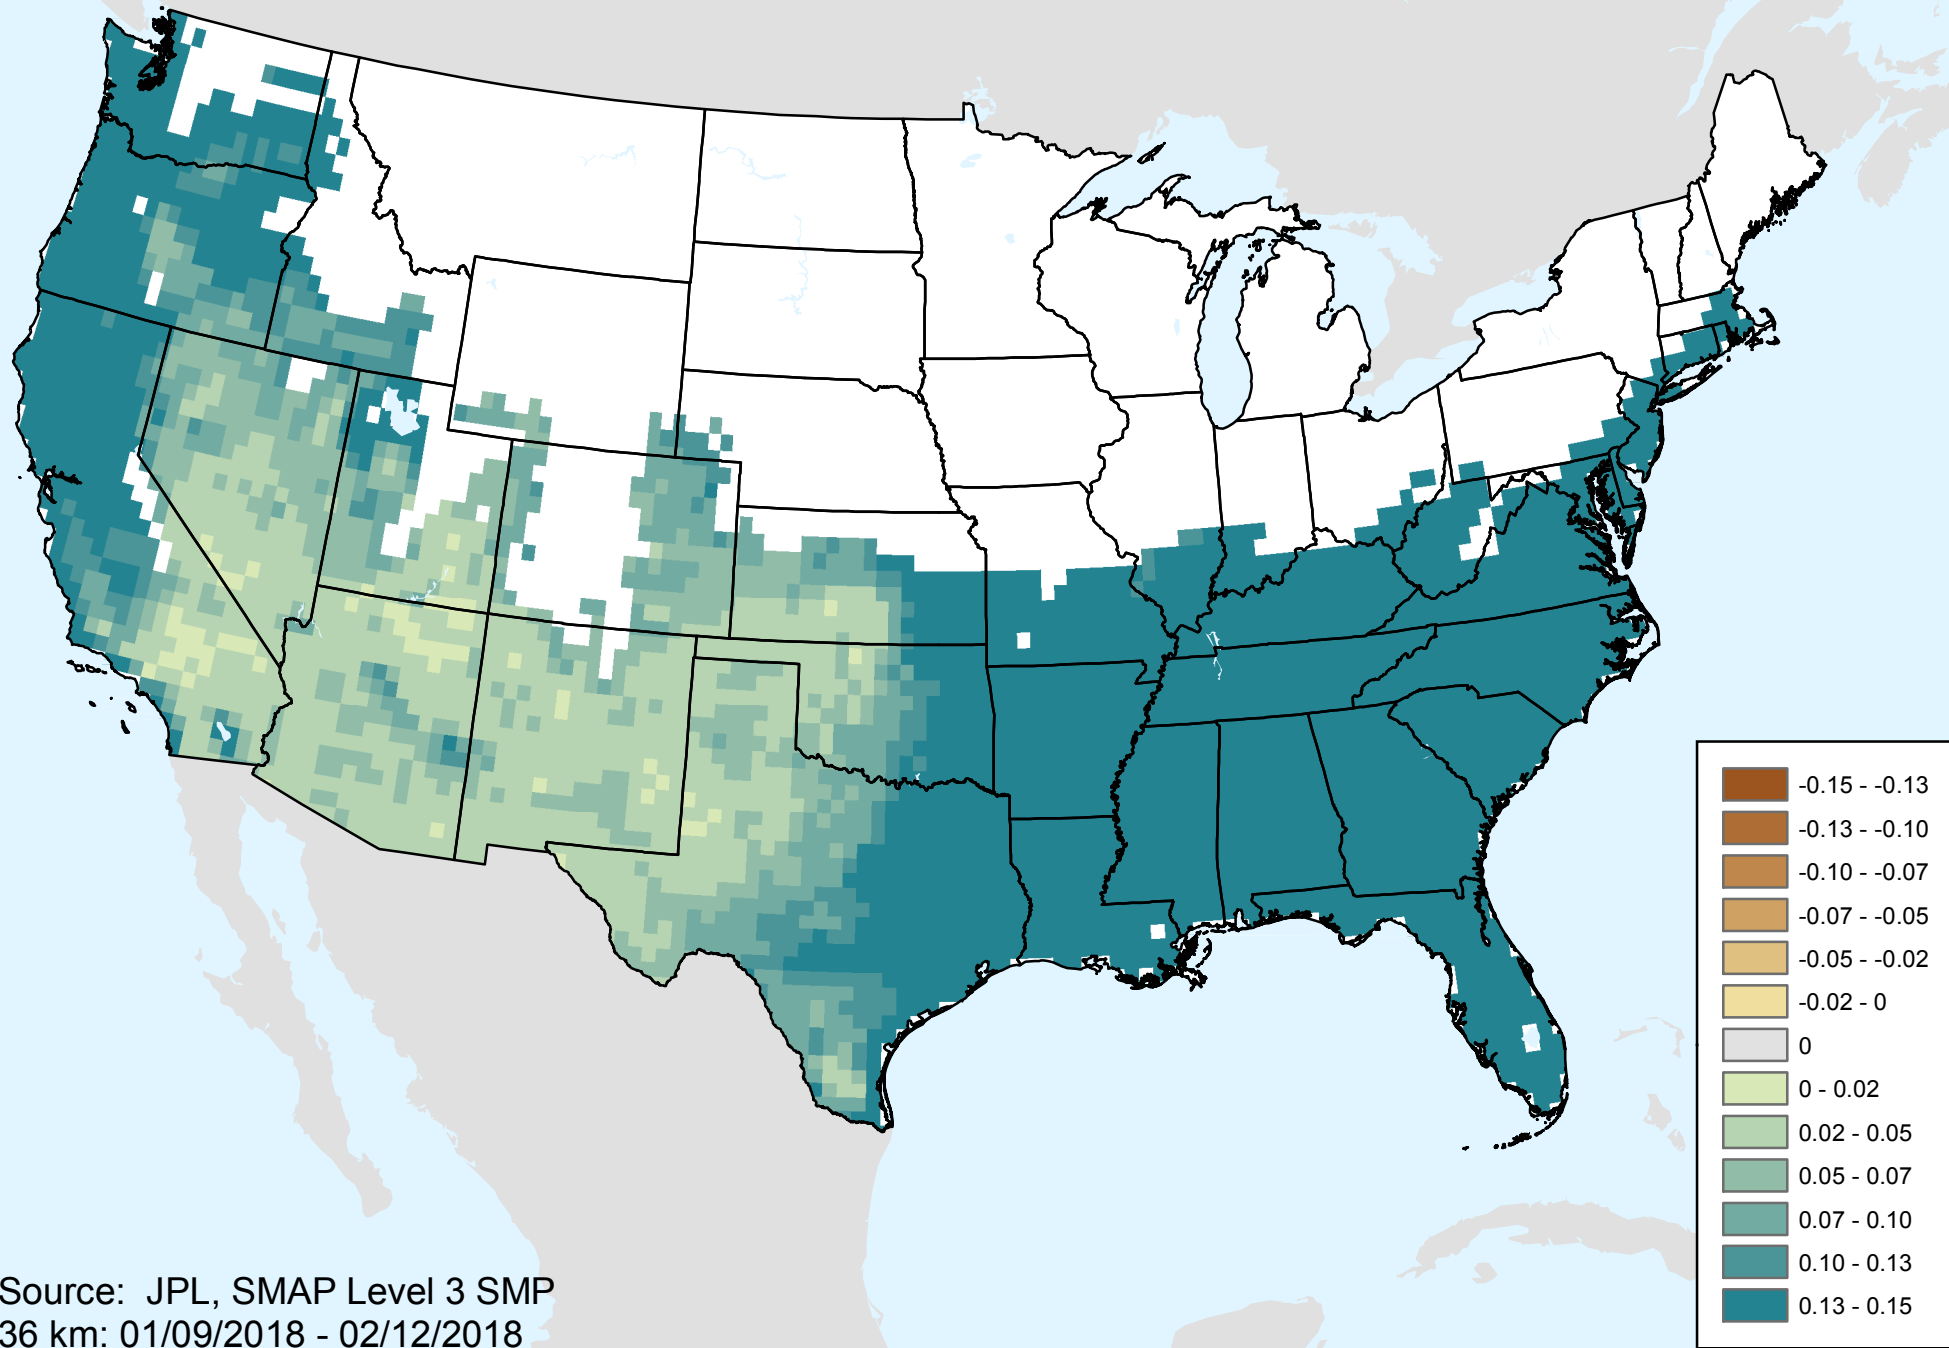 -0.15 - -0.13
-0.13 - -0.10
-0.10 - -0.07
-0.07 - -0.05
-0.05 - -0.02
-0.02 - 0
0
0 - 0.02
0.02 - 0.05
0.05 - 0.07
0.07 - 0.10
0.10 - 0.13
0.13 - 0.15
Source: JPL, SMAP Level 3 SMP
36 km: 01/09/2018 - 02/12/2018